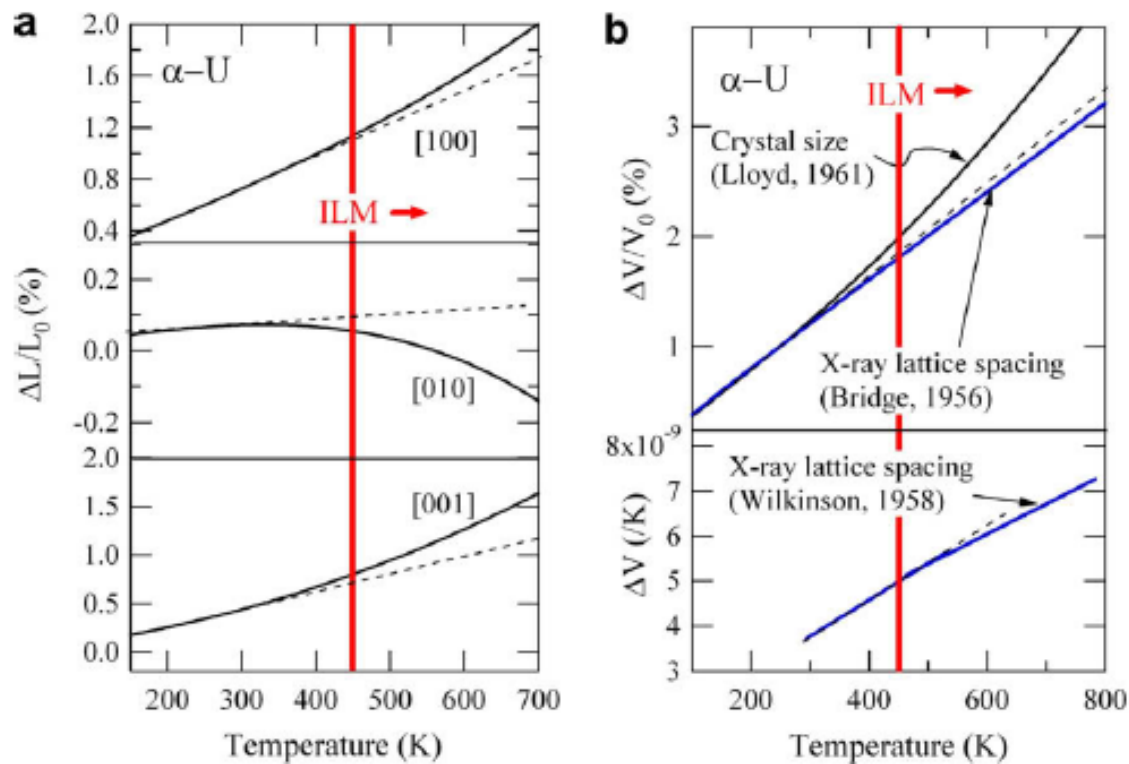 a
α–U
[100]
ILM
[010]
[001]
ΔL/L0 (%)
2.0
1.6
1.2
0.8
0.4
0.2
0.0
-0.2
2.0
1.5
1.0
0.5
0.0
200 300 400 500 600 700
Temperature (K)
b
α–U
ILM
Crystal size
(Lloyd, 1961)
X-ray lattice spacing
(Bridge, 1956)
X-ray lattice spacing
(Wilkinson, 1958)
ΔV/V0 (%)
3
2
1
ΔV (/K)
8x10-9
7
6
5
4
3
200 400 600 800
Temperature (K)